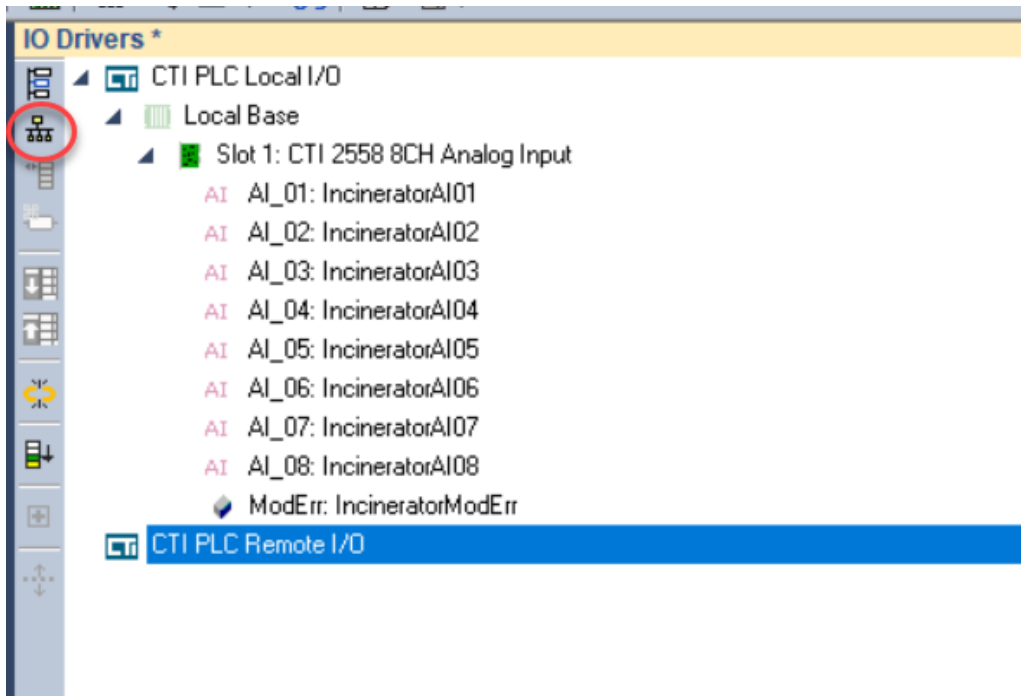 IO Drivers *
CTI PLC Local I/O
Local Base
Slot 1: CTI 2558 8CH Analog Input
AI AI_01: IncineratorAI01
AI AI_02: IncineratorAI02
AI AI_03: IncineratorAI03
AI AI_04: IncineratorAI04
AI AI_05: IncineratorAI05
AI AI_06: IncineratorAI06
AI AI_07: IncineratorAI07
AI AI_08: IncineratorAI08
ModErr: IncineratorModErr
CTI PLC Remote I/O